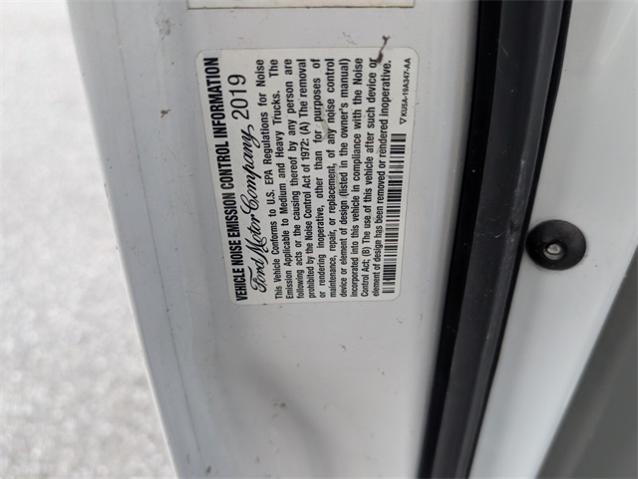 VEHICLE NOISE EMISSION CONTROL INFORMATION
Ford Motor Company 2019
This Vehicle Conforms to U.S. EPA Regulations for Noise
Emission Applicable to Medium and Heavy Trucks. The
following acts or the causing thereof by any person are
prohibited by the Noise Control Act of 1972: (A) The removal
or rendering inoperative, other than for purposes of
maintenance, repair, or replacement, of any noise control
device or element of design (listed in the owner's manual)
incorporated into this vehicle in compliance with the Noise
Control Act; (B) The use of this vehicle after such device or
element of design has been removed or rendered inoperative.
▽XU5A-19A347-AA